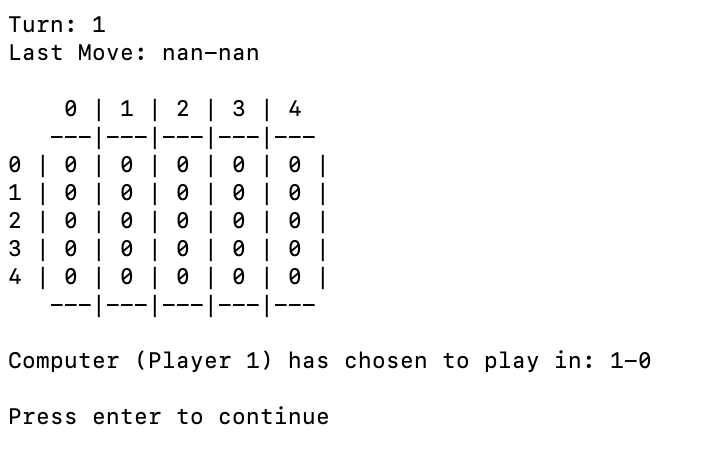 Turn: 1
Last Move: nan-nan
    0 | 1 | 2 | 3 | 4
   ---|---|---|---|---
0 | 0 | 0 | 0 | 0 | 0 |
1 | 0 | 0 | 0 | 0 | 0 |
2 | 0 | 0 | 0 | 0 | 0 |
3 | 0 | 0 | 0 | 0 | 0 |
4 | 0 | 0 | 0 | 0 | 0 |
   ---|---|---|---|---
Computer (Player 1) has chosen to play in: 1-0
Press enter to continue